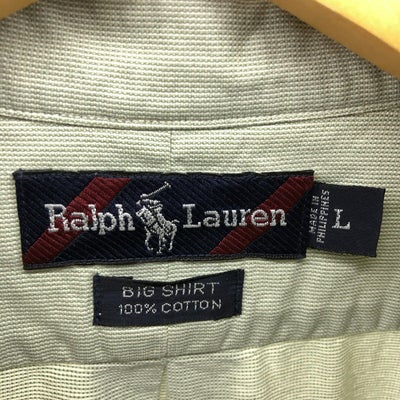 Ralph Lauren
MADE IN
PHILIPPINES
L
BIG SHIRT
100% COTTON